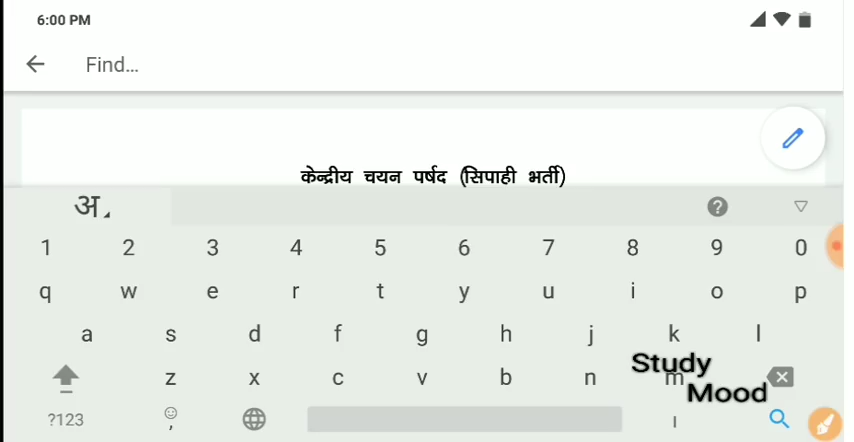 6:00 PM
Find...
केन्द्रीय चयन पर्षद (सिपाही भर्ती)
अ
1 2 3 4 5 6 7 8 9 0
q w e r t y u i o p
a s d f g h j k l
z x c v b n m
?123 , ।
Study
Mood